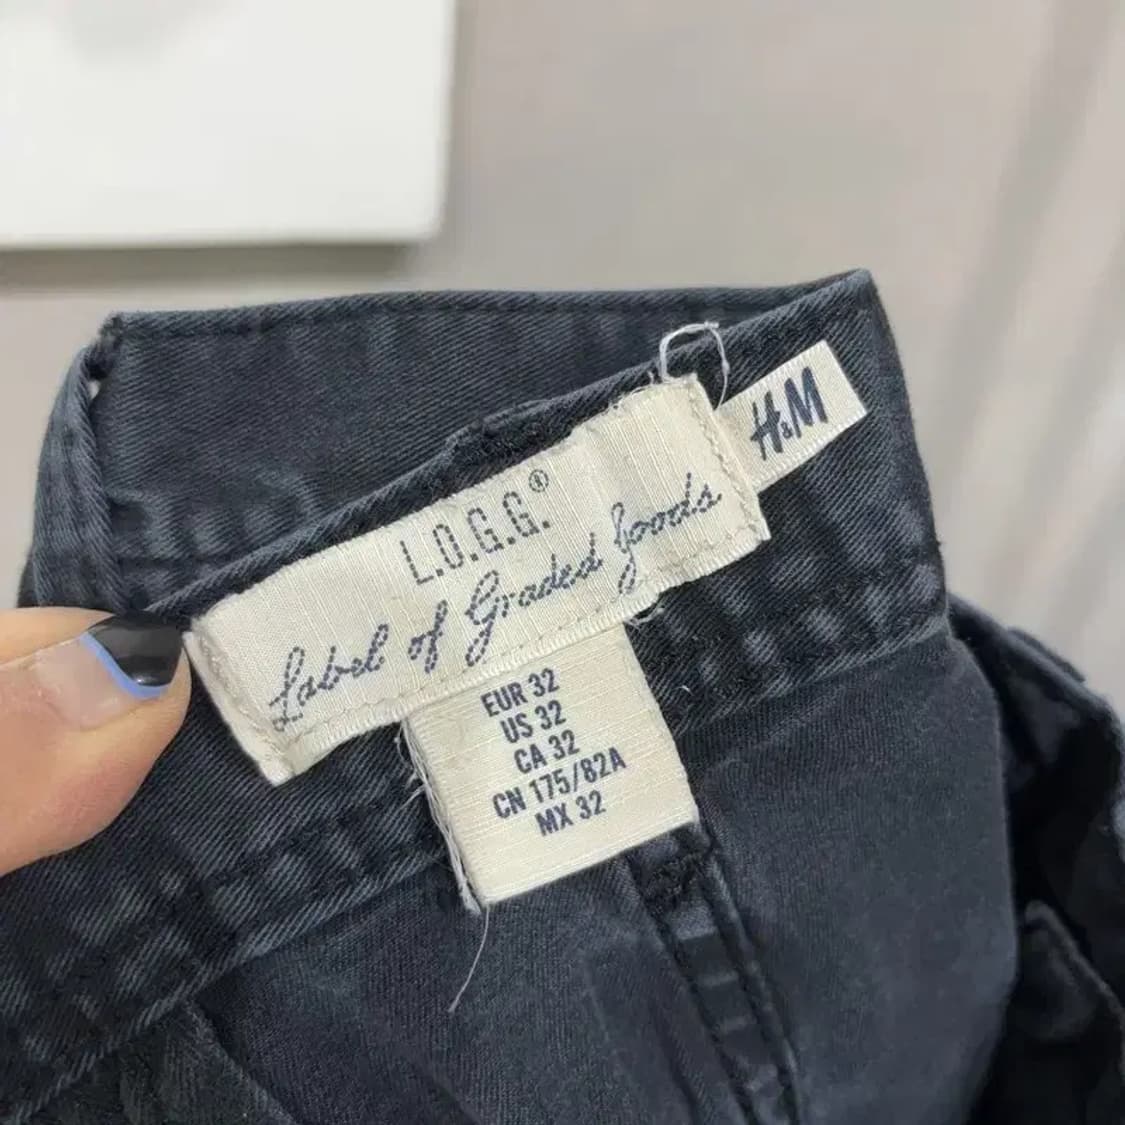 H&M
L.O.G.G.®
Label of Graded Goods
EUR 32
US 32
CA 32
CN 175/82A
MX 32